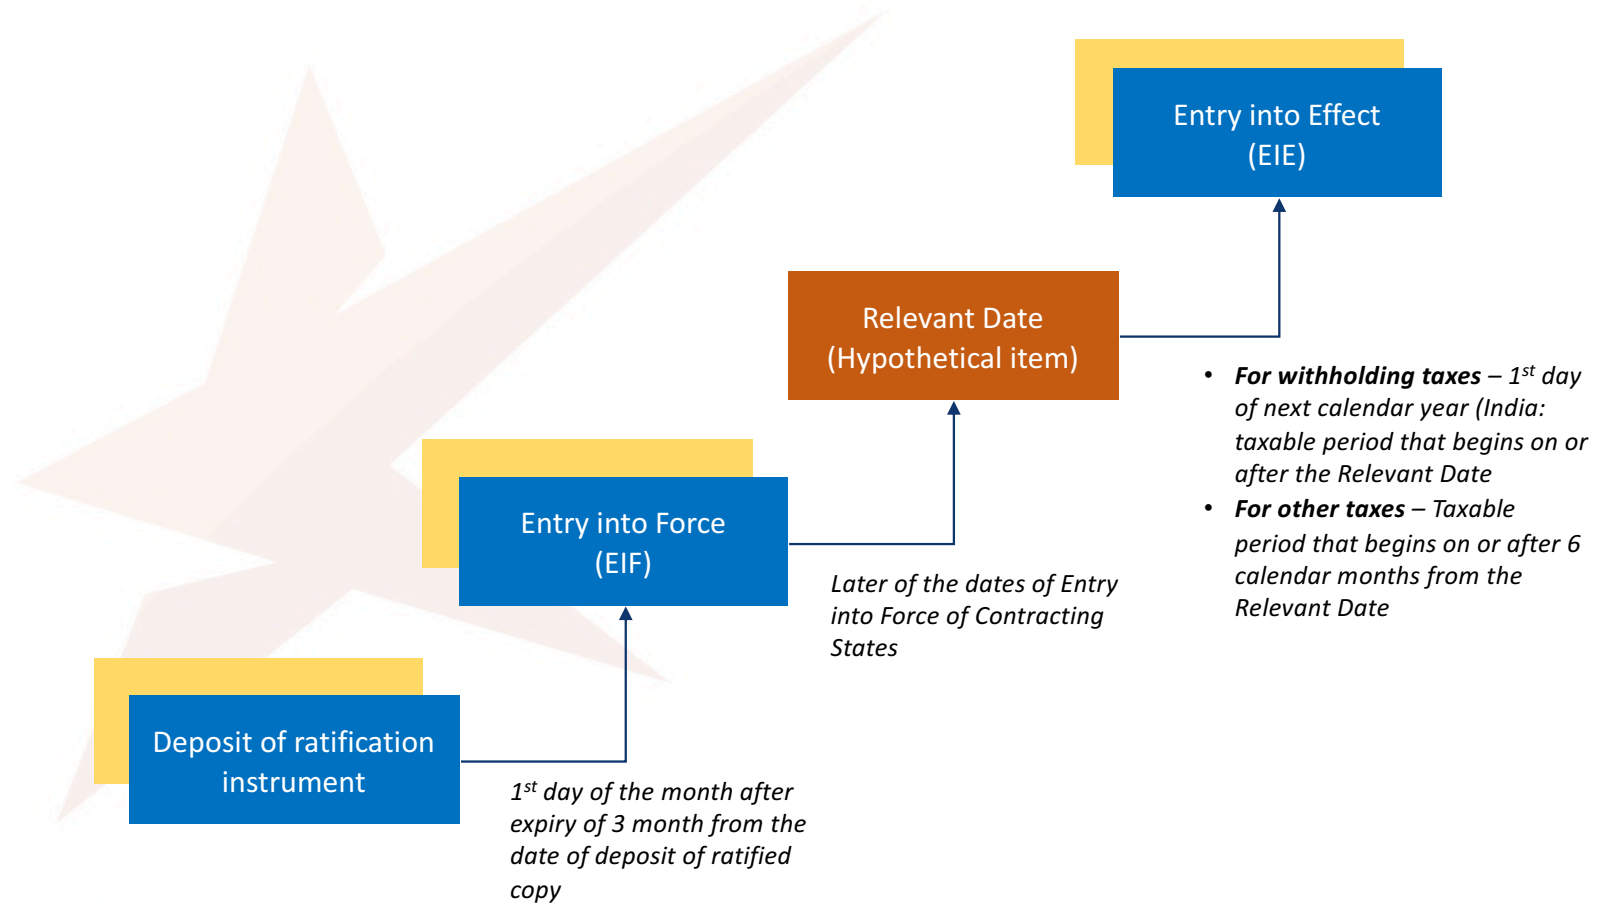 Entry into Effect
(EIE)
Relevant Date
(Hypothetical item)
• For withholding taxes – 1st day
of next calendar year (India:
taxable period that begins on or
after the Relevant Date
• For other taxes – Taxable
period that begins on or after 6
calendar months from the
Relevant Date
Entry into Force
(EIF)
Later of the dates of Entry
into Force of Contracting
States
Deposit of ratification
instrument
1st day of the month after
expiry of 3 month from the
date of deposit of ratified
copy